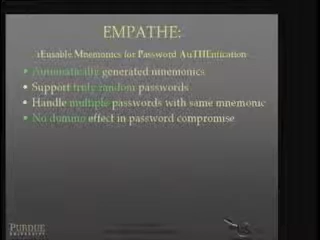 EMPATHE:
rEusable Mnemonics for Password AuTHEntication
Automatically generated mnemonics
Support truly random passwords
Handle multiple passwords with same mnemonic
No domino effect in password compromise
PURDUE
UNIVERSITY